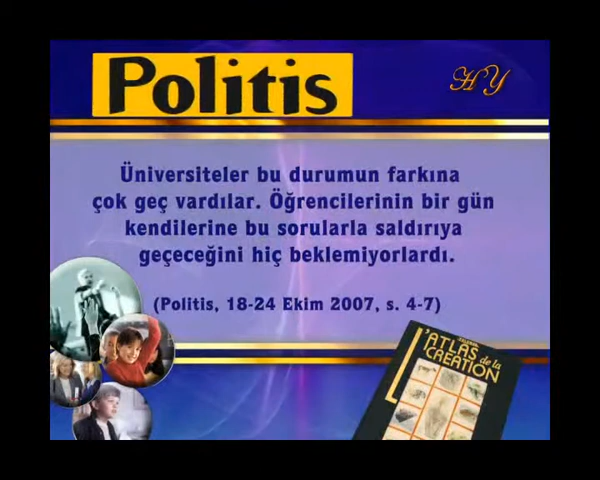 Politis
HY
Üniversiteler bu durumun farkına
çok geç vardılar. Öğrencilerinin bir gün
kendilerine bu sorularla saldırıya
geçeceğini hiç beklemiyorlardı.
(Politis, 18-24 Ekim 2007, s. 4-7)
L'ATLAS de la
CREATION